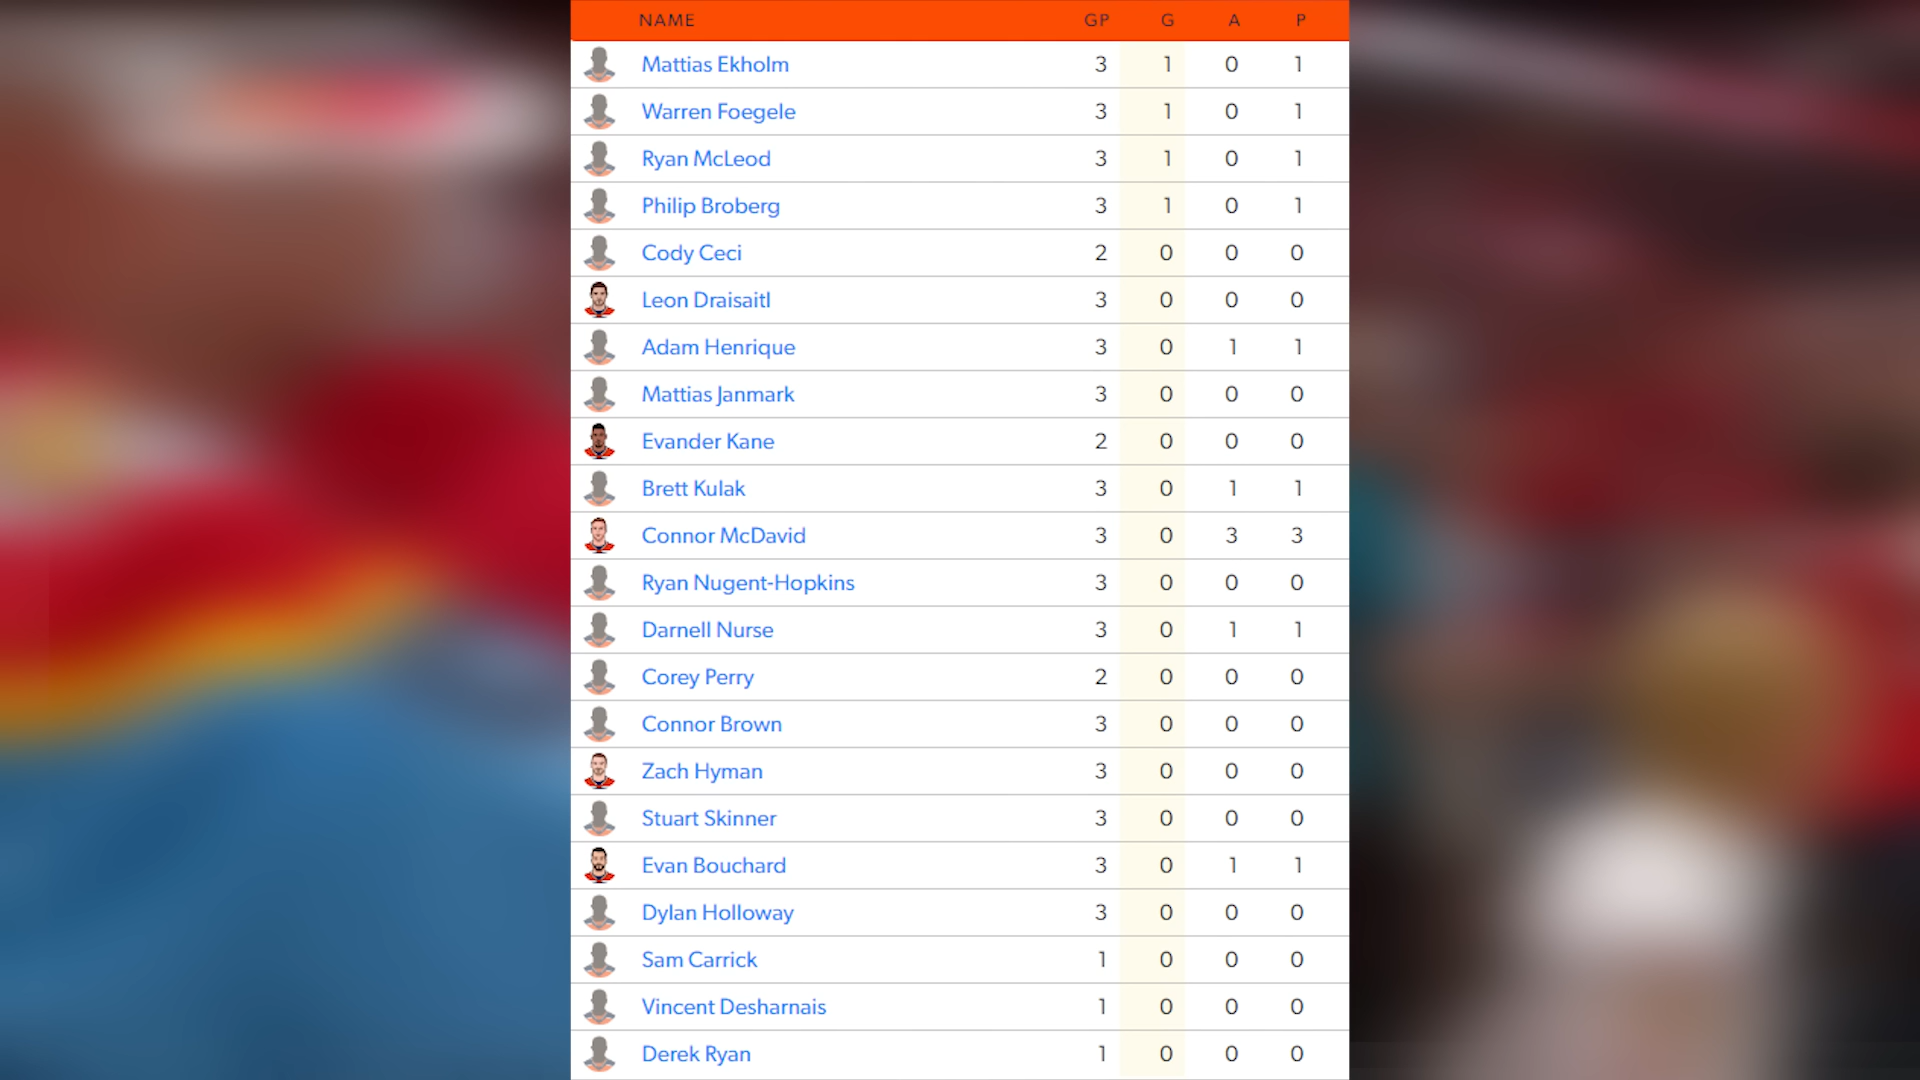 NAME GP G A P
Mattias Ekholm 3 1 0 1
Warren Foegele 3 1 0 1
Ryan McLeod 3 1 0 1
Philip Broberg 3 1 0 1
Cody Ceci 2 0 0 0
Leon Draisaitl 3 0 0 0
Adam Henrique 3 0 1 1
Mattias Janmark 3 0 0 0
Evander Kane 2 0 0 0
Brett Kulak 3 0 1 1
Connor McDavid 3 0 3 3
Ryan Nugent-Hopkins 3 0 0 0
Darnell Nurse 3 0 1 1
Corey Perry 2 0 0 0
Connor Brown 3 0 0 0
Zach Hyman 3 0 0 0
Stuart Skinner 3 0 0 0
Evan Bouchard 3 0 1 1
Dylan Holloway 3 0 0 0
Sam Carrick 1 0 0 0
Vincent Desharnais 1 0 0 0
Derek Ryan 1 0 0 0